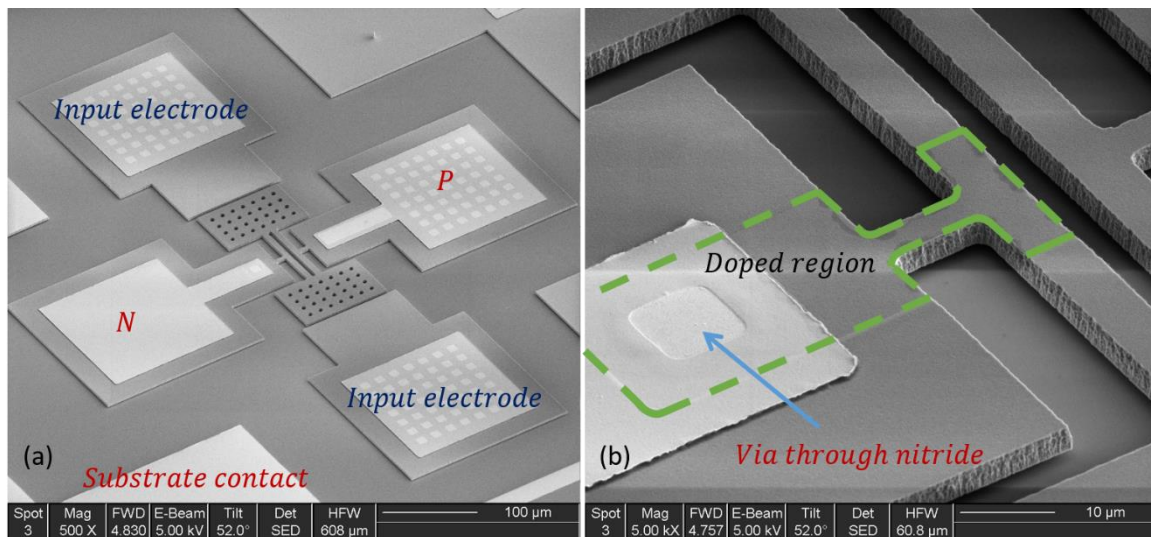 Input electrode
P
N
Input electrode
(a)
Substrate contact
Spot Mag FWD E-Beam Tilt Det HFW
3 500 X 4.830 5.00 kV 52.0° SED 608 μm
100 μm
Doped region
Via through nitride
(b)
Spot Mag FWD E-Beam Tilt Det HFW
3 5.00 kX 4.757 5.00 kV 52.0° SED 60.8 μm
10 μm